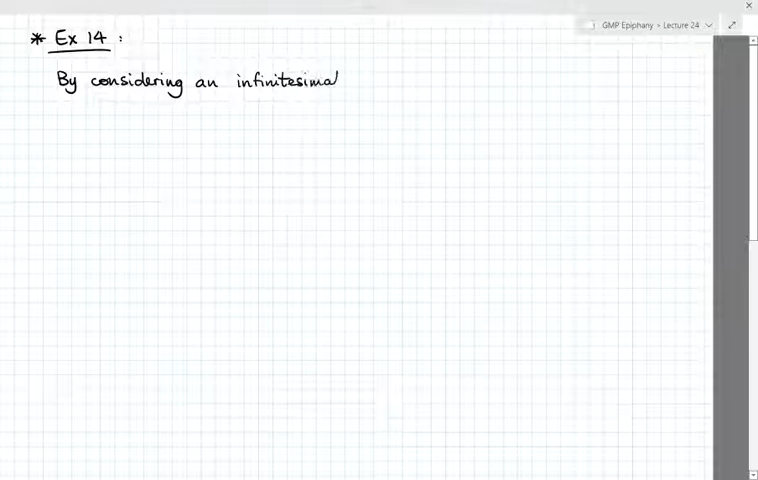 GMP Epiphany > Lecture 24
* Ex 14 :
By considering an infinitesimal